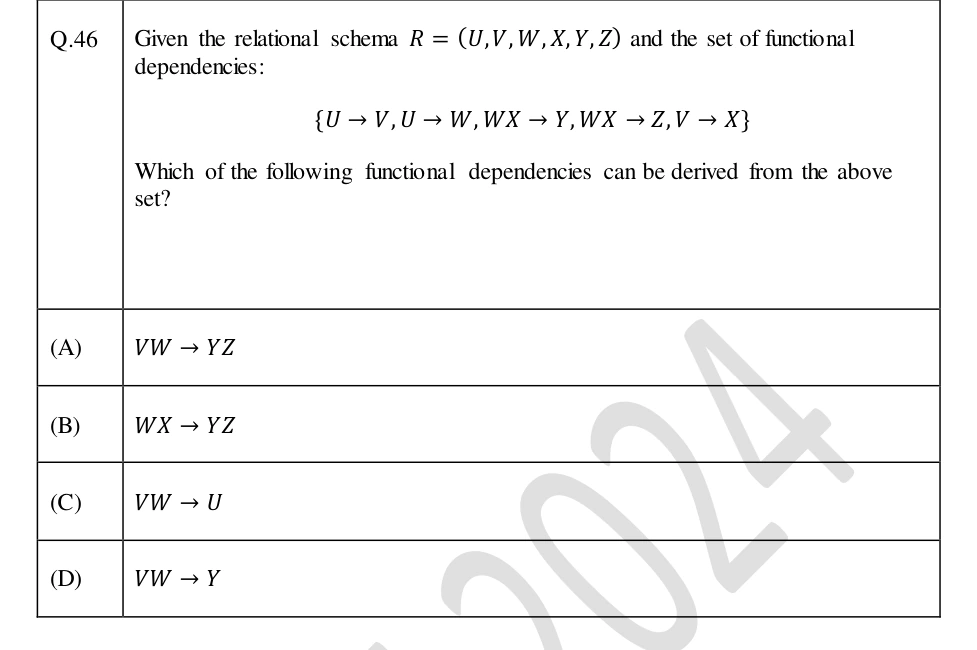 Q.46 Given the relational schema R = (U,V,W,X,Y,Z) and the set of functional
dependencies:
{U → V,U → W,WX → Y,WX → Z,V → X}
Which of the following functional dependencies can be derived from the above
set?
(A) VW → YZ
(B) WX → YZ
(C) VW → U
(D) VW → Y
2024